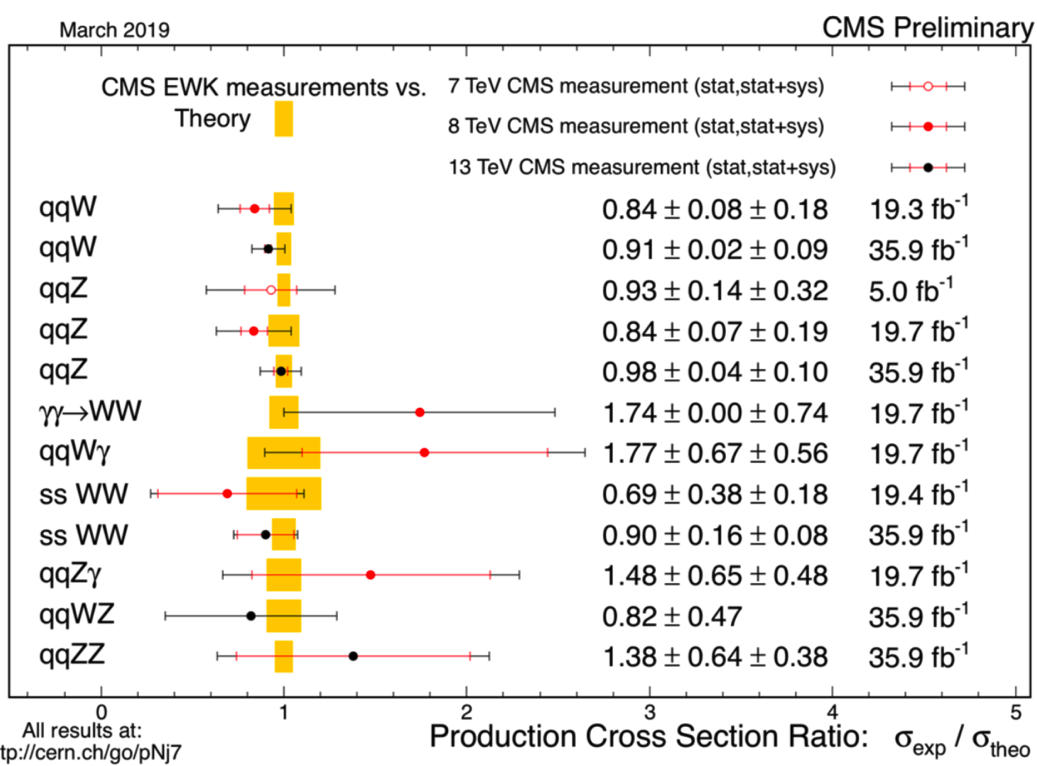 March 2019 CMS Preliminary
CMS EWK measurements vs. Theory
7 TeV CMS measurement (stat,stat+sys)
8 TeV CMS measurement (stat,stat+sys)
13 TeV CMS measurement (stat,stat+sys)
qqW 0.84 ± 0.08 ± 0.18 19.3 fb⁻¹
qqW 0.91 ± 0.02 ± 0.09 35.9 fb⁻¹
qqZ 0.93 ± 0.14 ± 0.32 5.0 fb⁻¹
qqZ 0.84 ± 0.07 ± 0.19 19.7 fb⁻¹
qqZ 0.98 ± 0.04 ± 0.10 35.9 fb⁻¹
γγ→WW 1.74 ± 0.00 ± 0.74 19.7 fb⁻¹
qqWγ 1.77 ± 0.67 ± 0.56 19.7 fb⁻¹
ss WW 0.69 ± 0.38 ± 0.18 19.4 fb⁻¹
ss WW 0.90 ± 0.16 ± 0.08 35.9 fb⁻¹
qqZγ 1.48 ± 0.65 ± 0.48 19.7 fb⁻¹
qqWZ 0.82 ± 0.47 35.9 fb⁻¹
qqZZ 1.38 ± 0.64 ± 0.38 35.9 fb⁻¹
0 1 2 3 4 5
All results at:
tp://cern.ch/go/pNj7
Production Cross Section Ratio: σ_exp / σ_theo